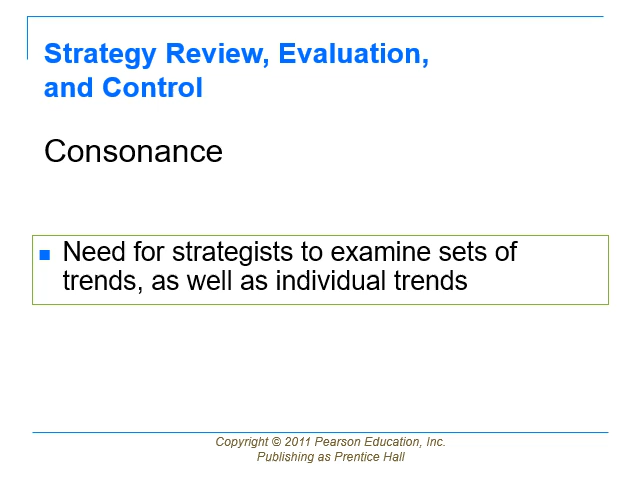 Strategy Review, Evaluation,
and Control
Consonance
Need for strategists to examine sets of
trends, as well as individual trends
Copyright © 2011 Pearson Education, Inc.
Publishing as Prentice Hall